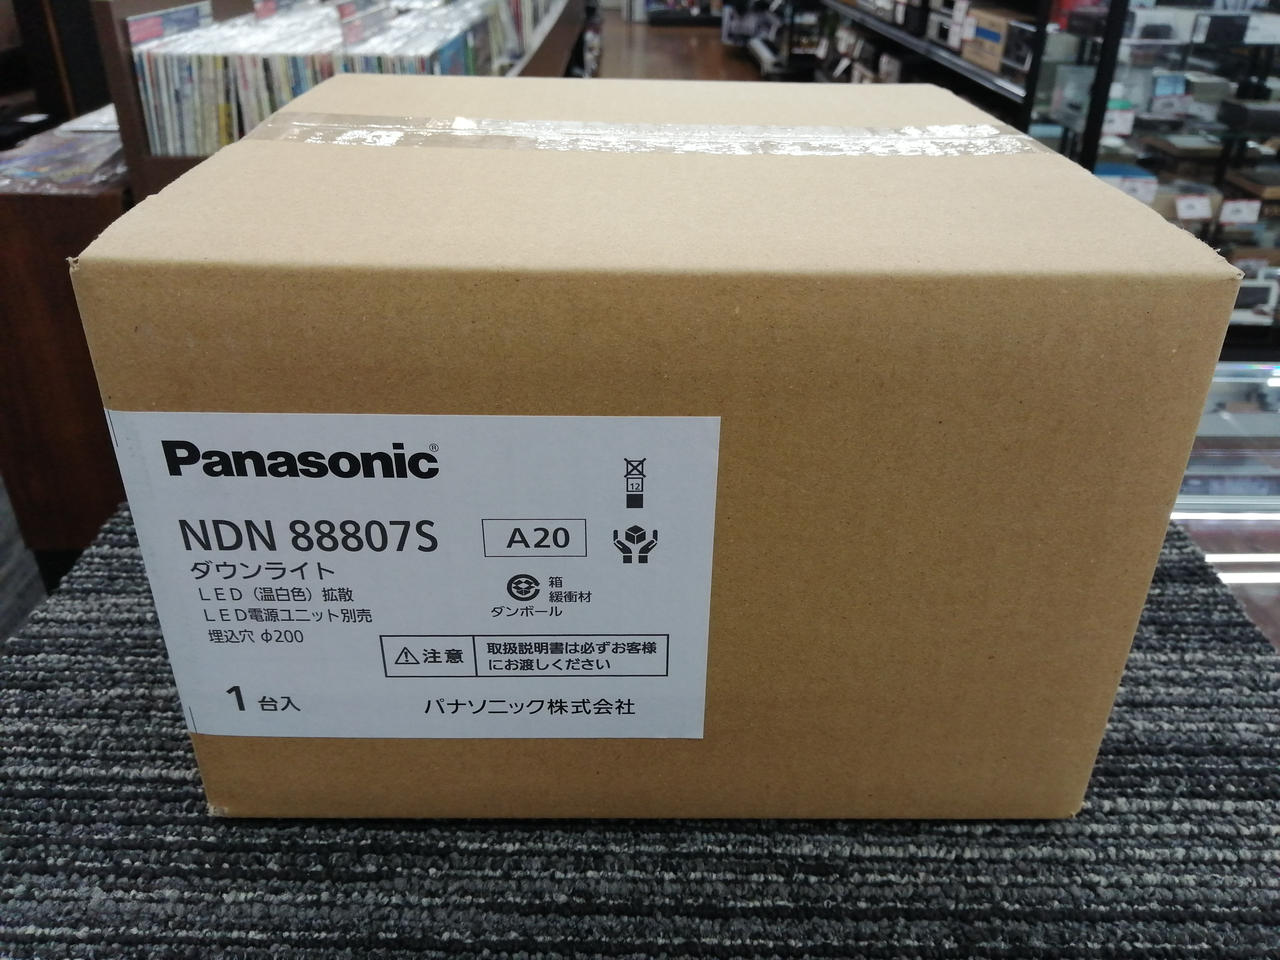 Panasonic®
NDN 88807S
A20
12
ダウンライト
LED（温白色）拡散
LED電源ユニット別売
埋込穴 φ200
箱
緩衝材
ダンボール
注意
取扱説明書は必ずお客様
にお渡しください
1 台入
パナソニック株式会社